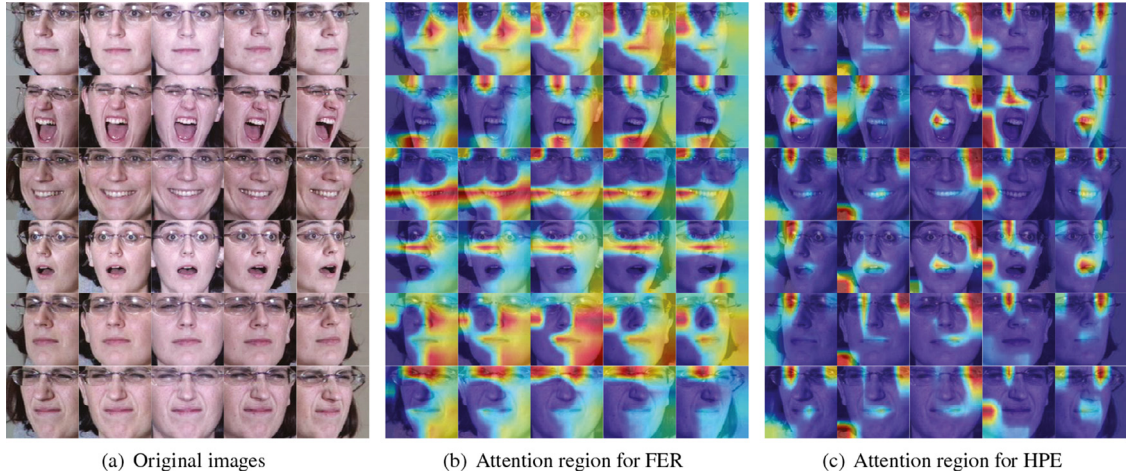 (a) Original images
(b) Attention region for FER
(c) Attention region for HPE